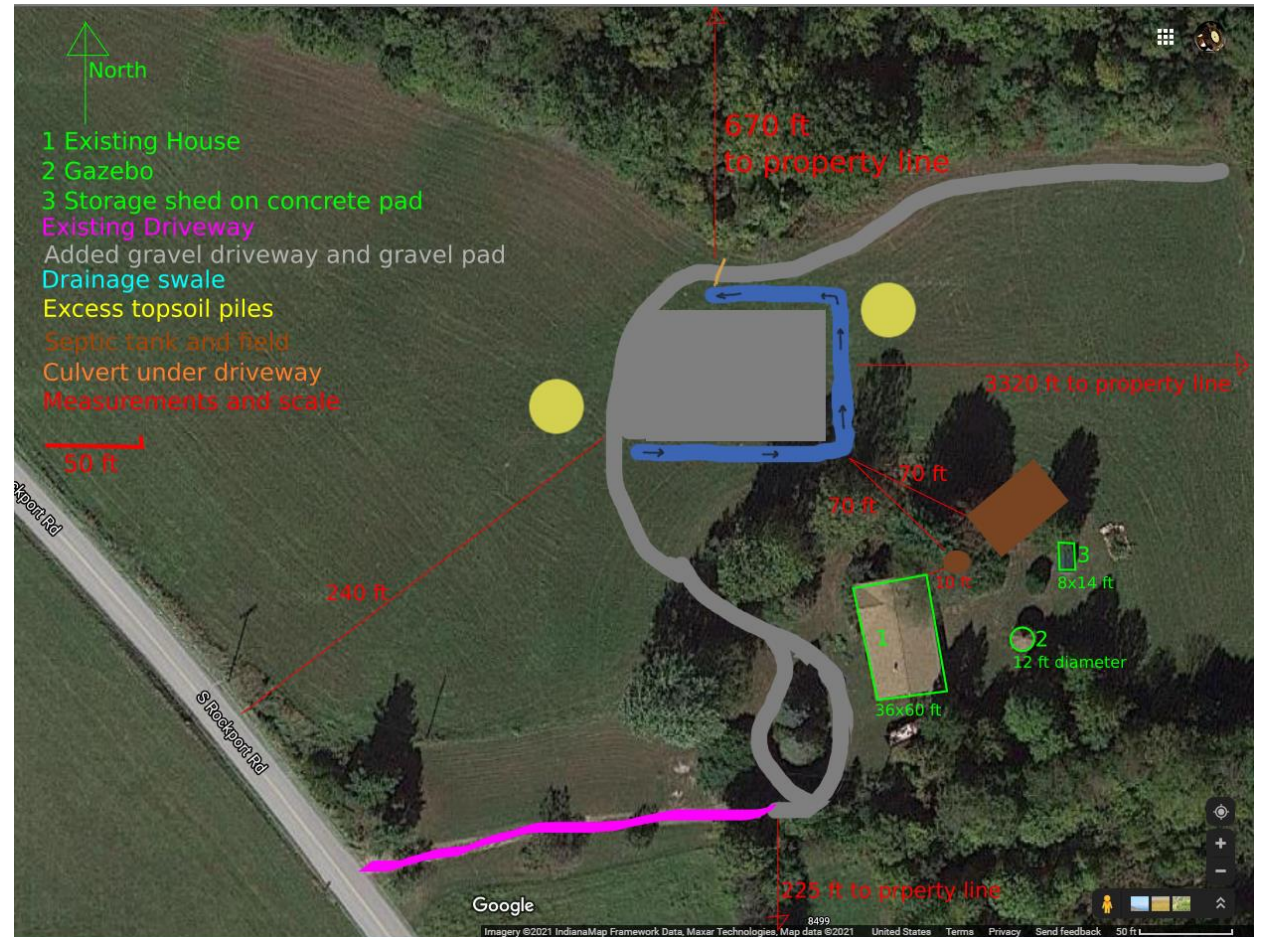 North
1 Existing House
2 Gazebo
3 Storage shed on concrete pad
Existing Driveway
Added gravel driveway and gravel pad
Drainage swale
Excess topsoil piles
Septic tank and field
Culvert under driveway
Measurements and scale
50 ft
670 ft
to property line
3320 ft to property line
70 ft
70 ft
kport Rd
240 ft
10 ft
3
8x14 ft
1
2
12 ft diameter
36x60 ft
S Rockport Rd
225 ft to prperty line
Google
8499
Imagery ©2021 IndianaMap Framework Data, Maxar Technologies, Map data ©2021 United States Terms Privacy Send feedback 50 ft